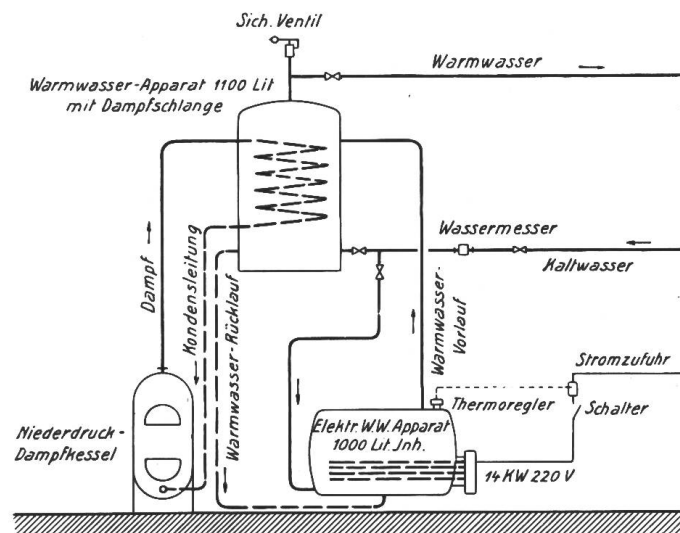 Sich. Ventil
Warmwasser
Warmwasser-Apparat 1100 Lit
mit Dampfschlange
Wassermesser
Kaltwasser
Dampf
Kondensleitung
Warmwasser-Rücklauf
Warmwasser-
Vorlauf
Stromzufuhr
Thermoregler
Schalter
Niederdruck-
Dampfkessel
Elektr. W.W. Apparat
1000 Lit. Jnh.
14 KW 220 V